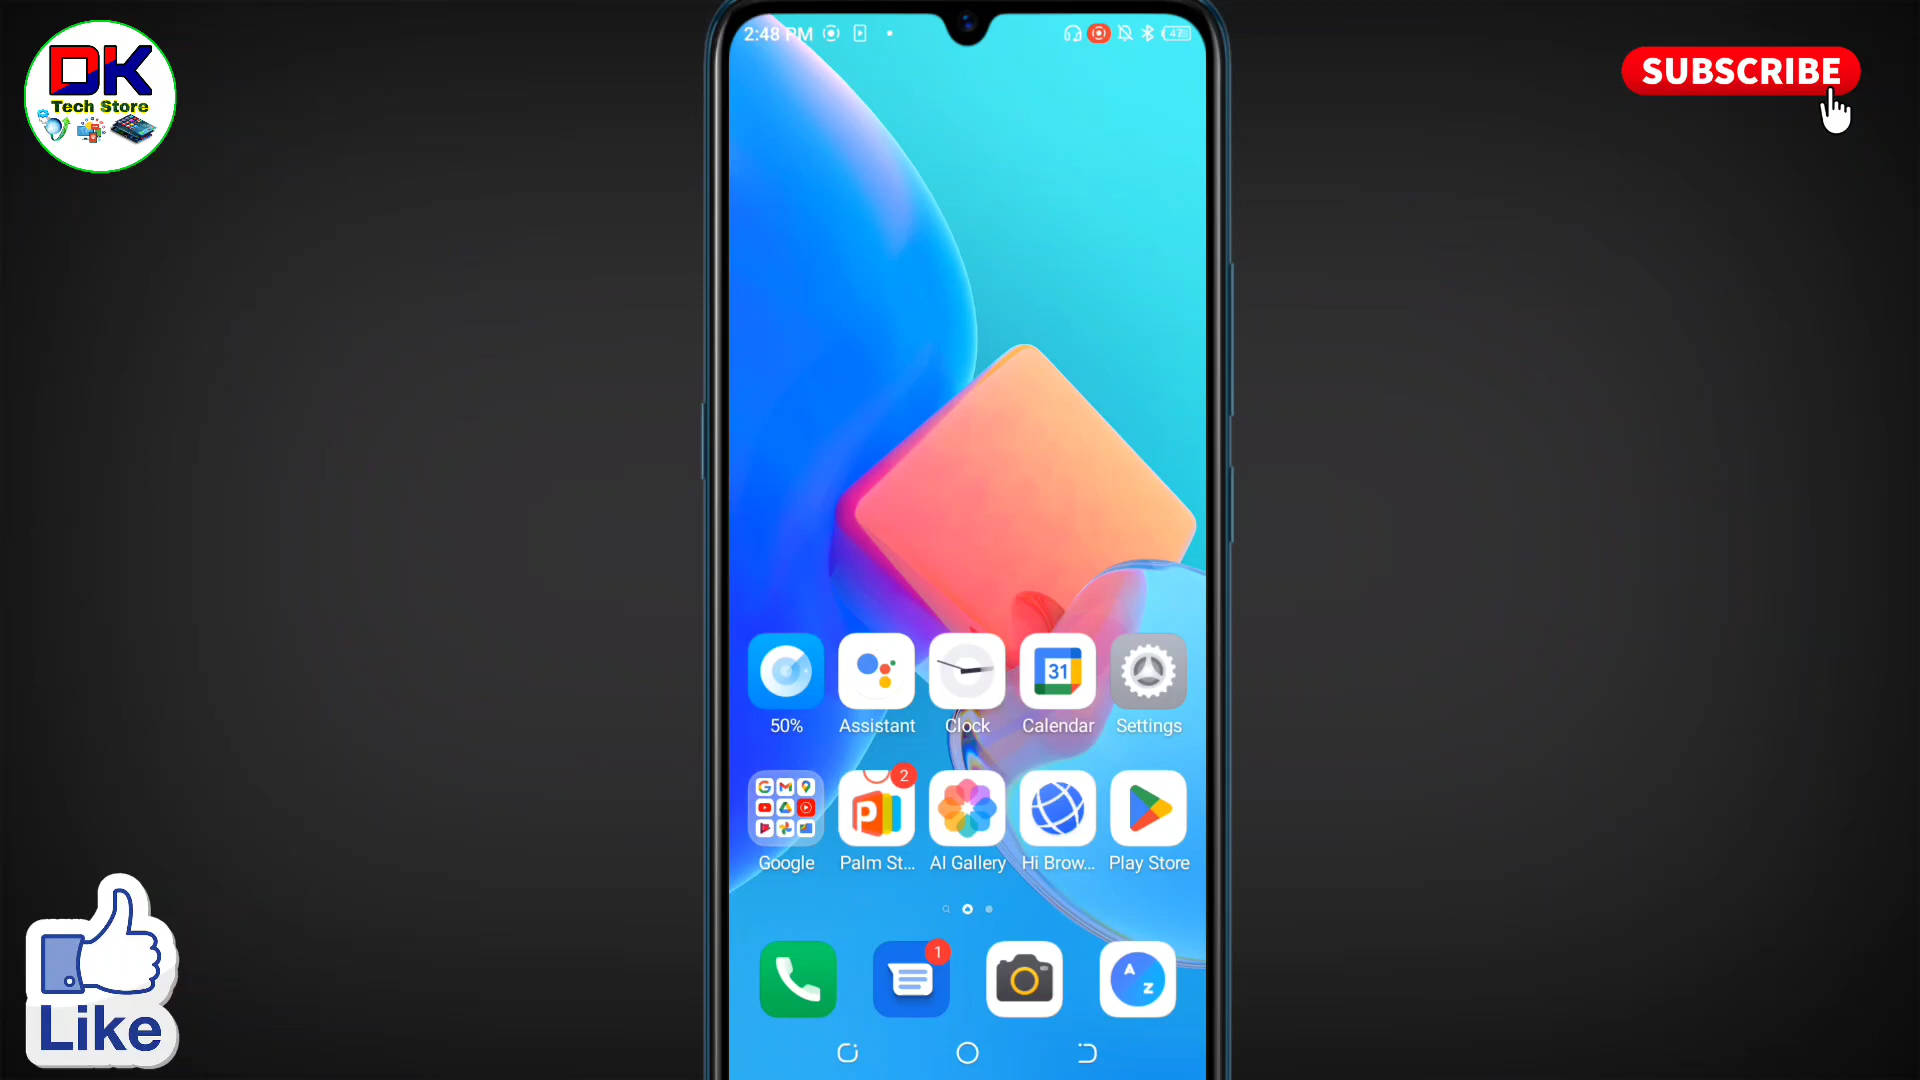 DK
Tech Store
SUBSCRIBE
2:48 PM
47
31
50%
Assistant
Clock
Calendar
Settings
2
Google
Palm St...
AI Gallery
Hi Brow...
Play Store
1
A
Z
Like